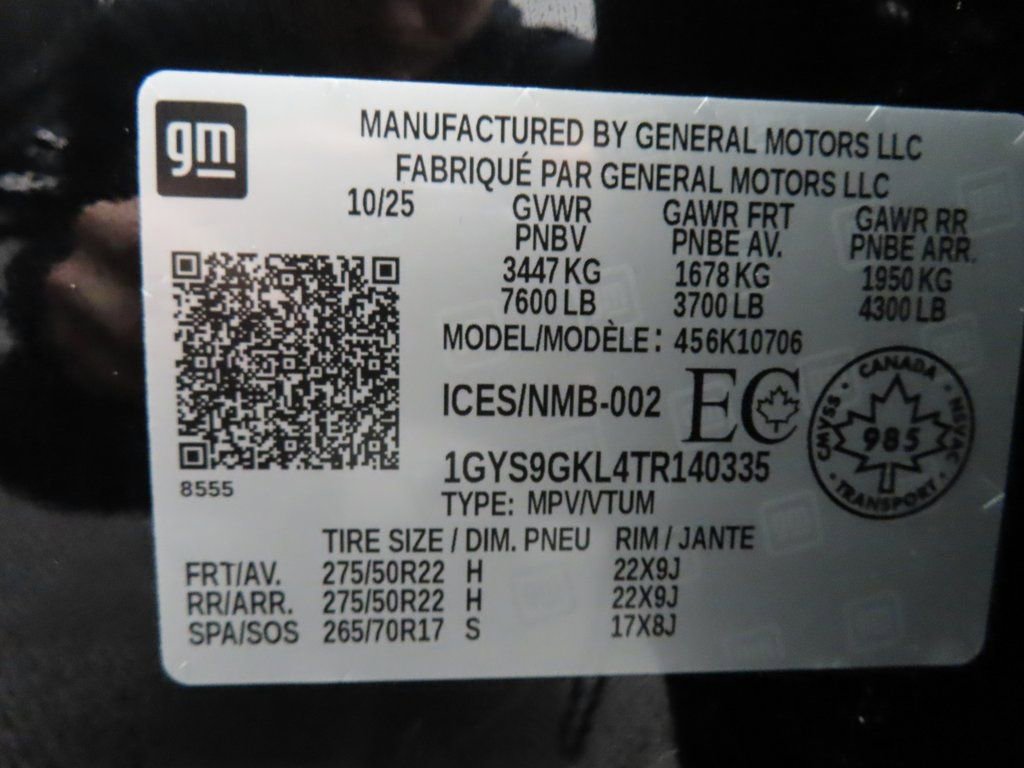 gm
MANUFACTURED BY GENERAL MOTORS LLC
FABRIQUÉ PAR GENERAL MOTORS LLC
10/25 GVWR GAWR FRT GAWR RR
PNBV PNBE AV. PNBE ARR.
3447 KG 1678 KG 1950 KG
7600 LB 3700 LB 4300 LB
MODEL/MODÈLE: 456K10706
ICES/NMB-002 EC
CANADA
CMVSS 985 NSVAC
TRANSPORT
1GYS9GKL4TR140335
8555
TYPE: MPV/VTUM
TIRE SIZE / DIM. PNEU RIM / JANTE
FRT/AV. 275/50R22 H 22X9J
RR/ARR. 275/50R22 H 22X9J
SPA/SOS 265/70R17 S 17X8J